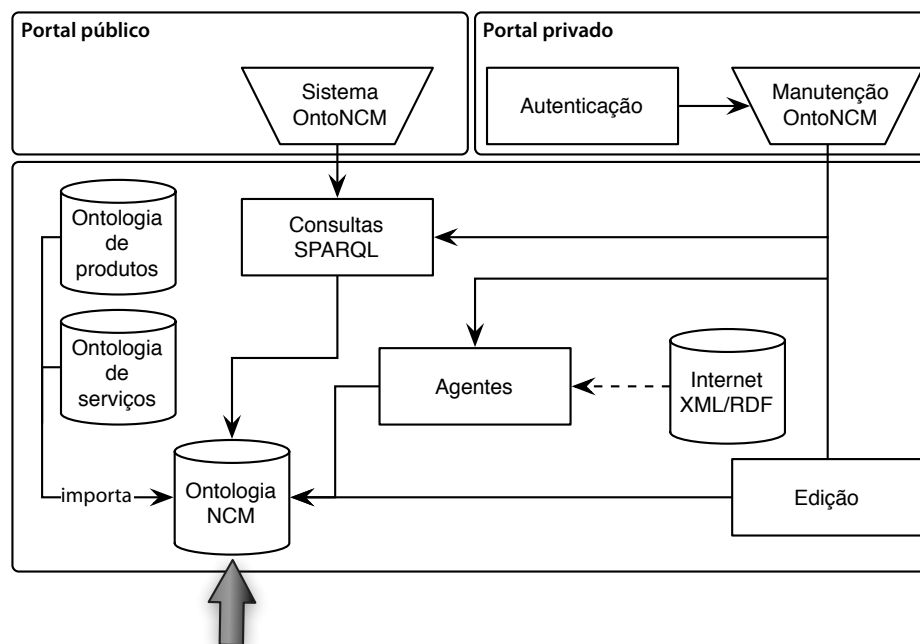 Portal público
Portal privado
Sistema
OntoNCM
Autenticação
Manutenção
OntoNCM
Ontologia
de
produtos
Consultas
SPARQL
Ontologia
de
serviços
Agentes
Internet
XML/RDF
importa
Ontologia
NCM
Edição